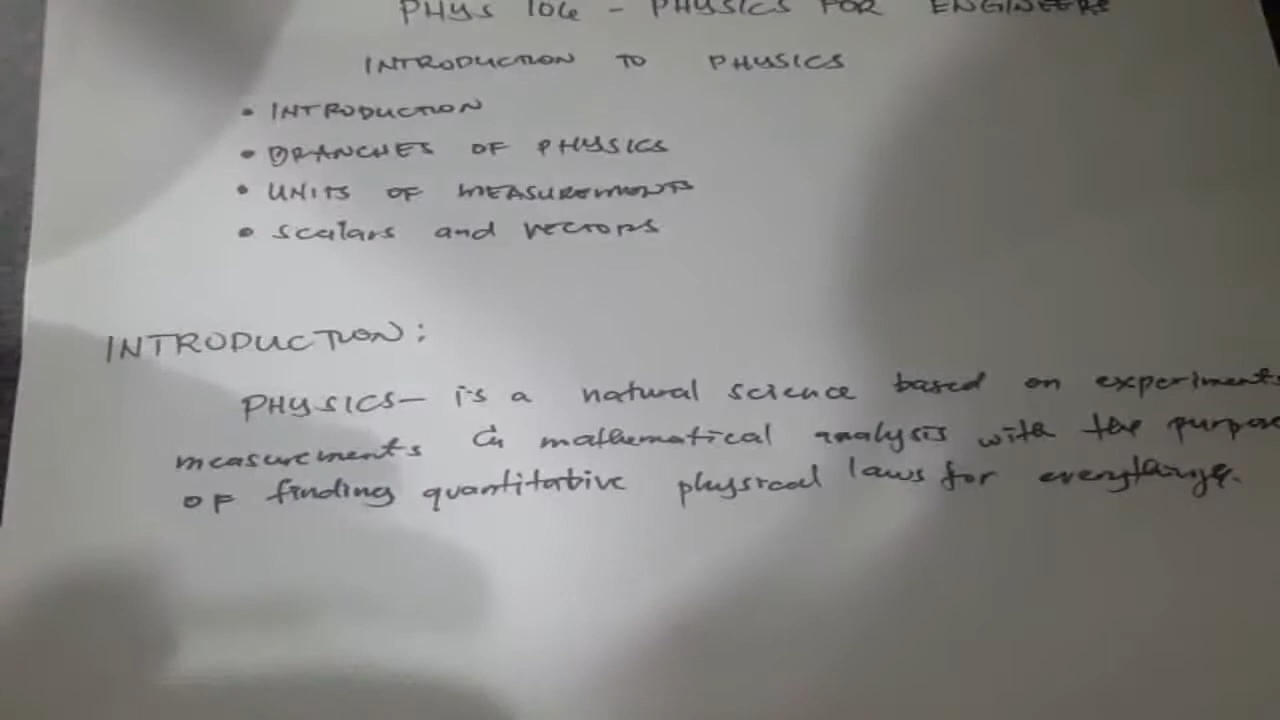 PHYS 104 - PHYSICS FOR ENGINEERS
INTRODUCTION TO PHYSICS
• INTRODUCTION
• BRANCHES OF PHYSICS
• UNITS OF MEASUREMENTS
• Scalars and vectors
INTRODUCTION:
PHYSICS- is a natural science based on experiments
measurements & mathematical analysis with the purpose
OF finding quantitative physical laws for everything.